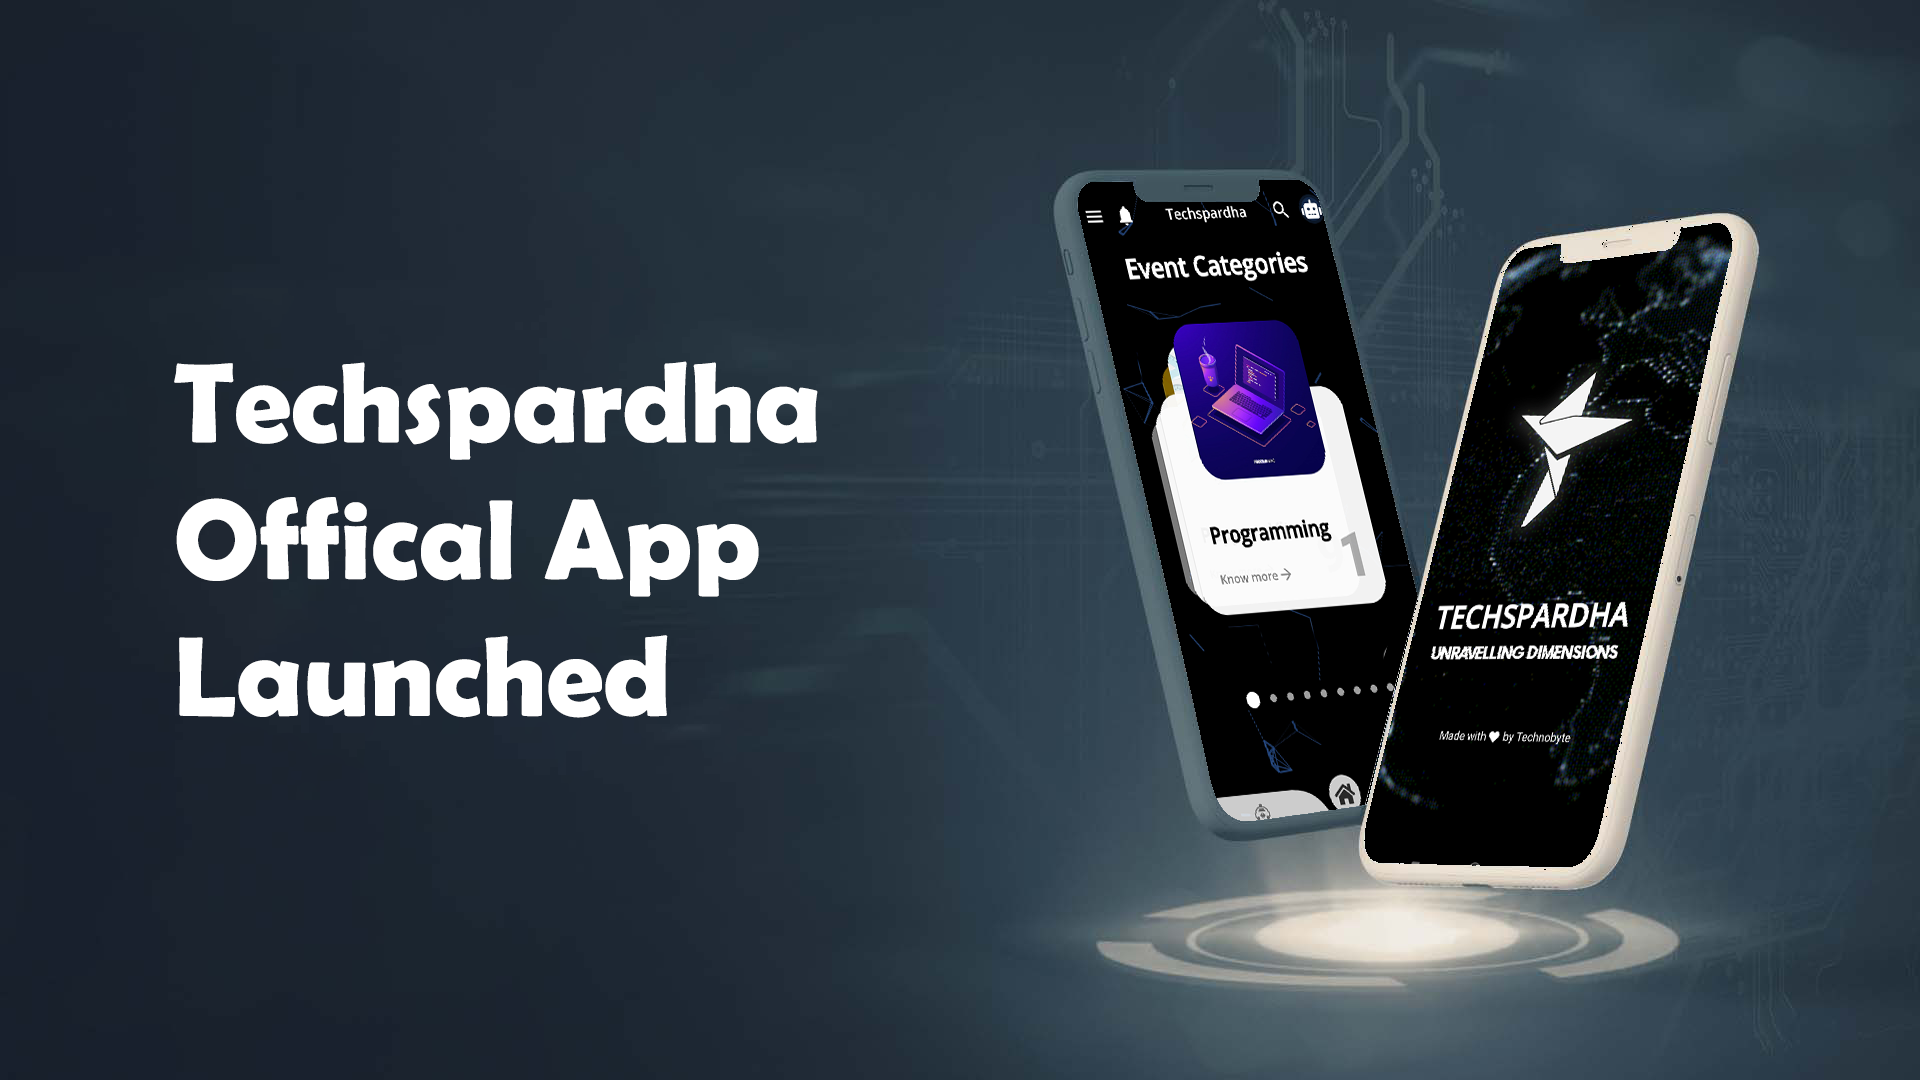 Techspardha
Offical App
Launched
Techspardha
Event Categories
Programming
1
Know more
TECHSPARDHA
UNRAVELLING DIMENSIONS
Made with by Technobyte